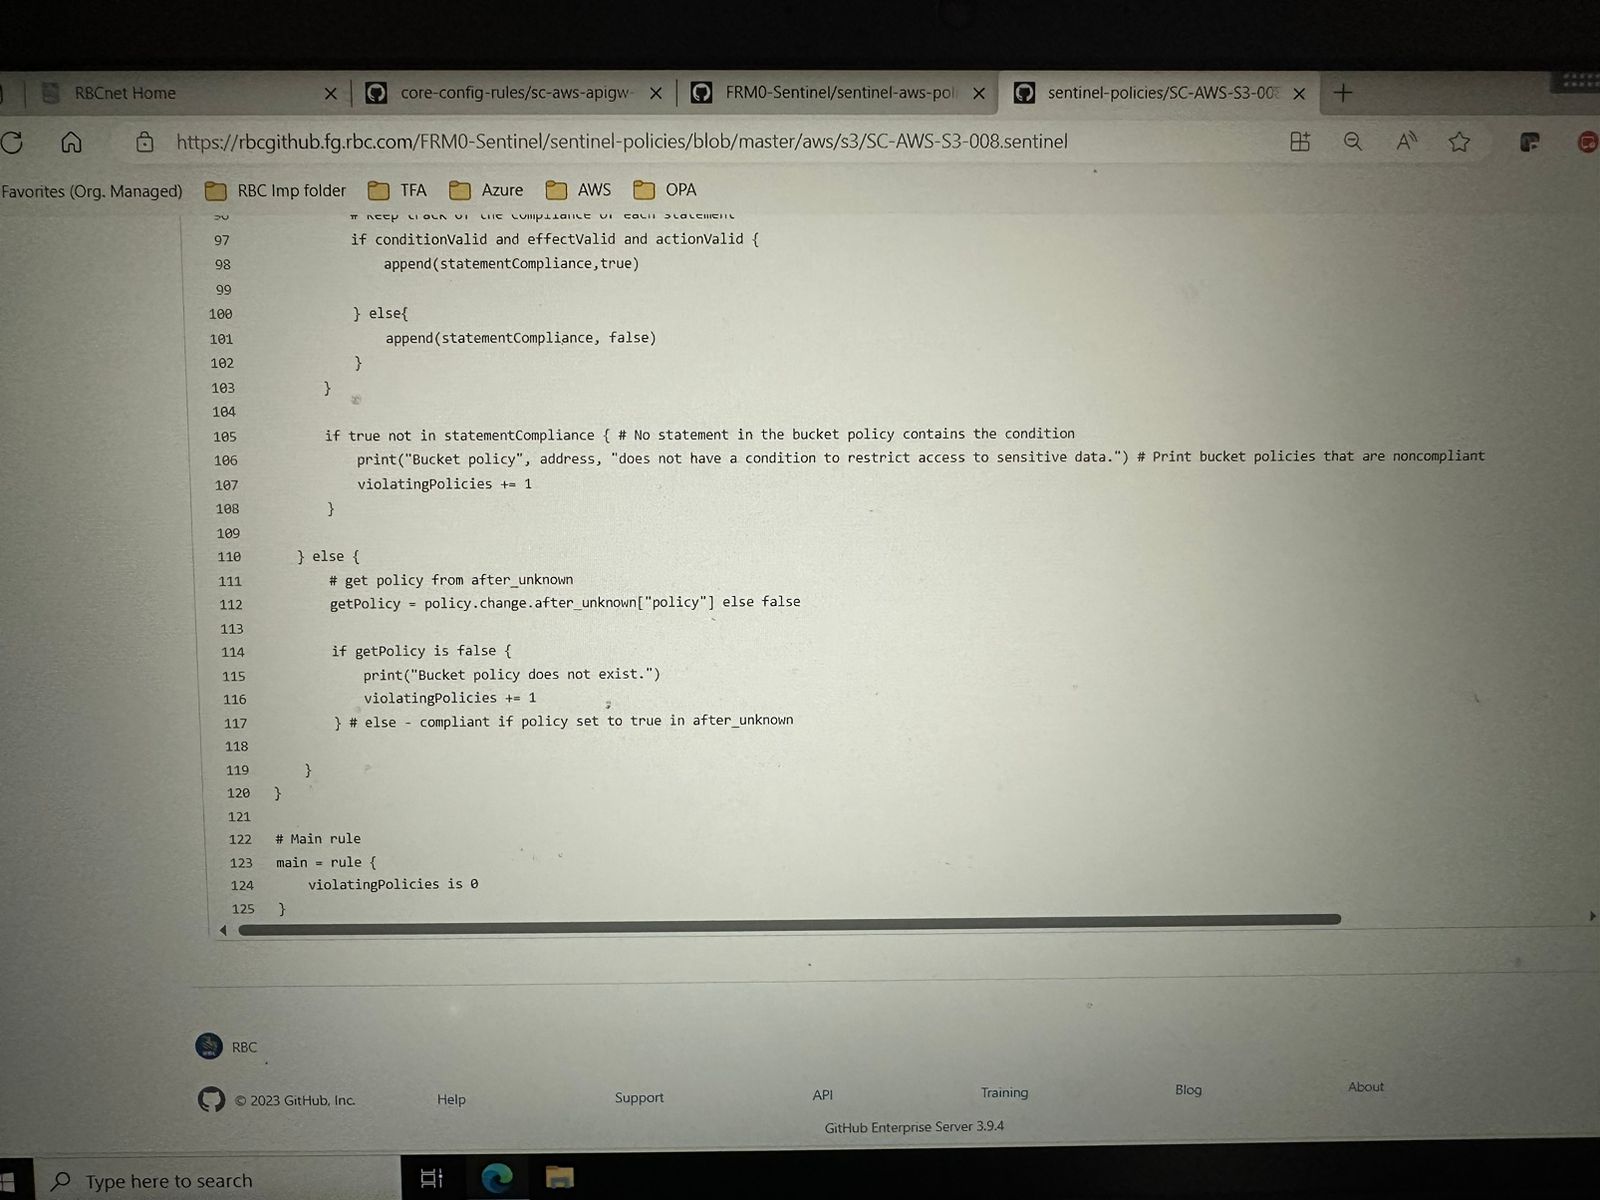 RBCnet Home
core-config-rules/sc-aws-apigw-
FRM0-Sentinel/sentinel-aws-pol
sentinel-policies/SC-AWS-S3-008
https://rbcgithub.fg.rbc.com/FRM0-Sentinel/sentinel-policies/blob/master/aws/s3/SC-AWS-S3-008.sentinel
Favorites (Org. Managed) RBC Imp folder TFA Azure AWS OPA
# Keep track of the compliance of each statement
97 if conditionValid and effectValid and actionValid {
98 append(statementCompliance,true)
99
100 } else{
101 append(statementCompliance, false)
102 }
103 }
104
105 if true not in statementCompliance { # No statement in the bucket policy contains the condition
106 print("Bucket policy", address, "does not have a condition to restrict access to sensitive data.") # Print bucket policies that are noncompliant
107 violatingPolicies += 1
108 }
109
110 } else {
111 # get policy from after_unknown
112 getPolicy = policy.change.after_unknown["policy"] else false
113
114 if getPolicy is false {
115 print("Bucket policy does not exist.")
116 violatingPolicies += 1
117 } # else - compliant if policy set to true in after_unknown
118
119 }
120 }
121
122 # Main rule
123 main = rule {
124 violatingPolicies is 0
125 }
RBC
© 2023 GitHub, Inc. Help Support API Training Blog About
GitHub Enterprise Server 3.9.4
Type here to search